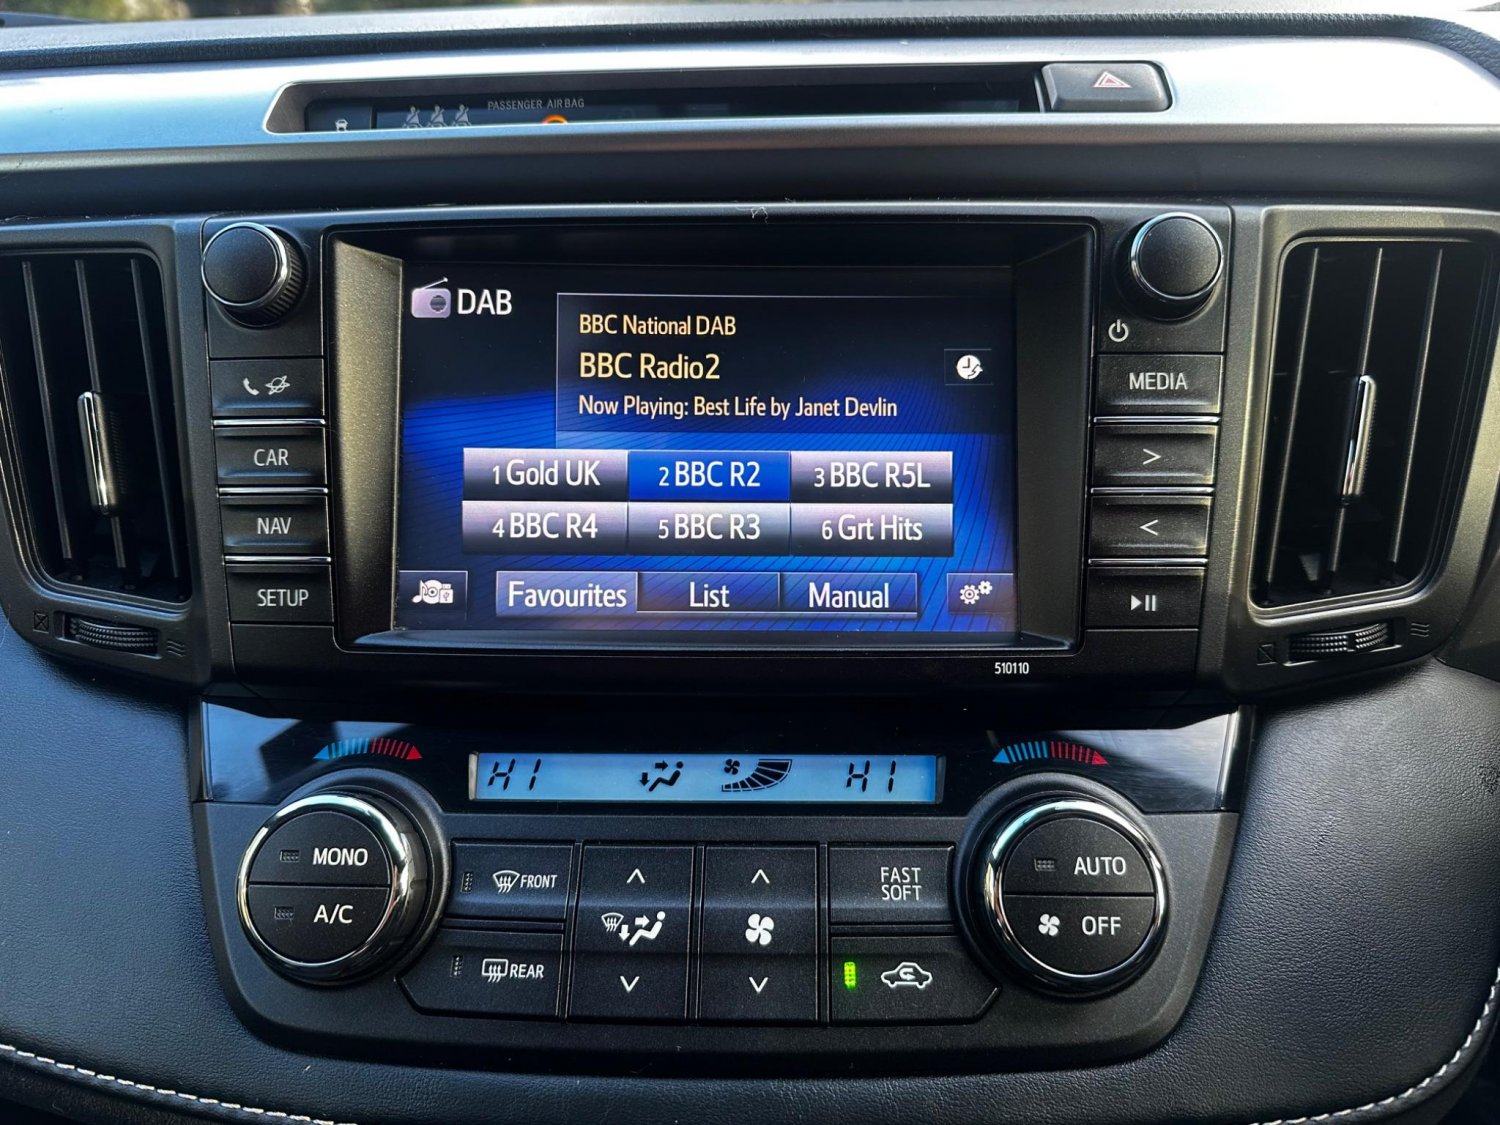 PASSENGER AIRBAG
DAB
BBC National DAB
BBC Radio2
Now Playing: Best Life by Janet Devlin
1 Gold UK
2 BBC R2
3 BBC R5L
4 BBC R4
5 BBC R3
6 Grt Hits
Favourites
List
Manual
CAR
NAV
SETUP
MEDIA
>
<
510110
HI
HI
MONO
A/C
FRONT
REAR
FAST
SOFT
AUTO
OFF